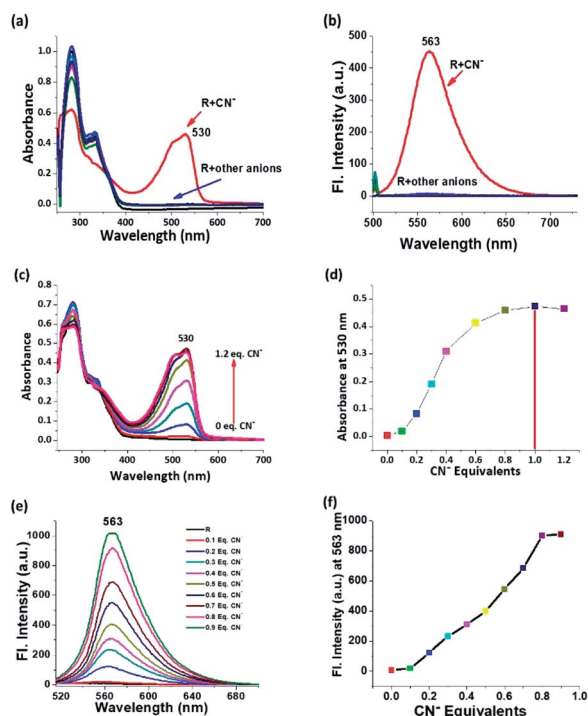 (a)
Absorbance
1.0
0.8
0.6
0.4
0.2
0.0
R+CN⁻
530
R+other anions
300 400 500 600 700
Wavelength (nm)
(b)
Fl. Intensity (a.u.)
500
400
300
200
100
0
563
R+CN⁻
R+other anions
500 550 600 650 700
Wavelength (nm)
(c)
Absorbance
0.8
0.7
0.6
0.5
0.4
0.3
0.2
0.1
0.0
530
1.2 eq. CN⁻
0 eq. CN⁻
300 400 500 600 700
Wavelength (nm)
(d)
Absorbance at 530 nm
0.5
0.4
0.3
0.2
0.1
0.0
0.0 0.2 0.4 0.6 0.8 1.0 1.2
CN⁻ Equivalents
(e)
Fl. Intensity (a.u.)
1000
800
600
400
200
0
563
R
0.1 Eq. CN⁻
0.2 Eq. CN⁻
0.3 Eq. CN⁻
0.4 Eq. CN⁻
0.5 Eq. CN⁻
0.6 Eq. CN⁻
0.7 Eq. CN⁻
0.8 Eq. CN⁻
0.9 Eq. CN⁻
520 560 600 640 680
Wavelength (nm)
(f)
Fl. Intensity (a.u.) at 563 nm
1000
800
600
400
200
0
0.0 0.2 0.4 0.6 0.8 1.0
CN⁻ Equivalents